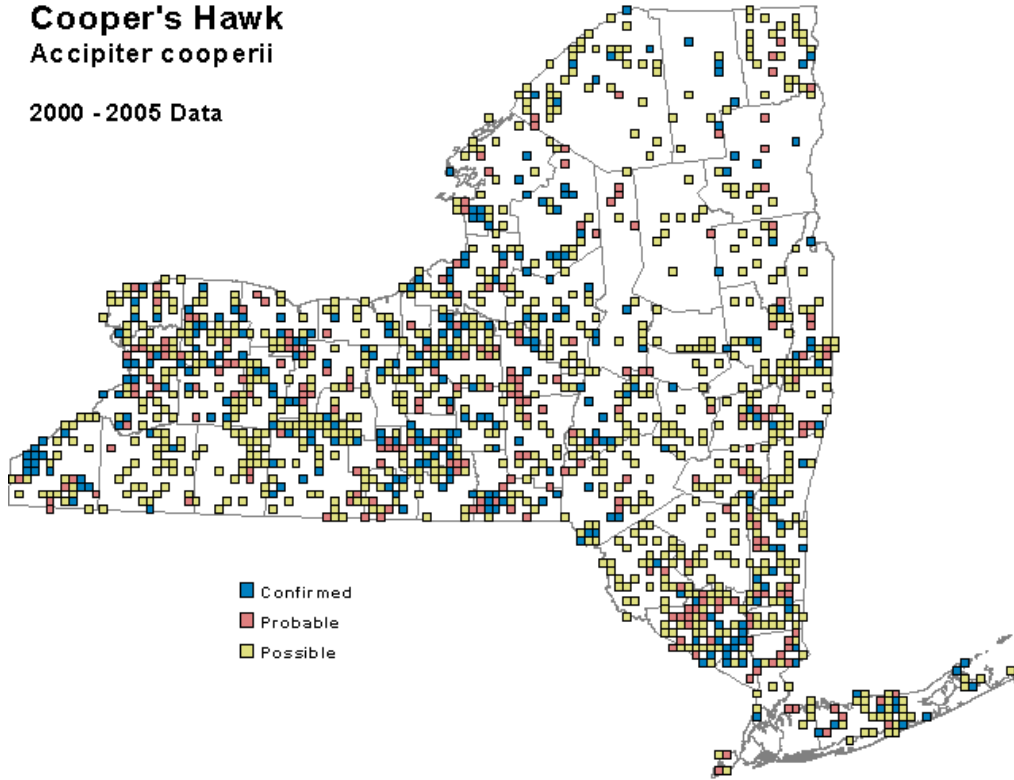 Cooper's Hawk
Accipiter cooperii
2000 - 2005 Data
Confirmed
Probable
Possible